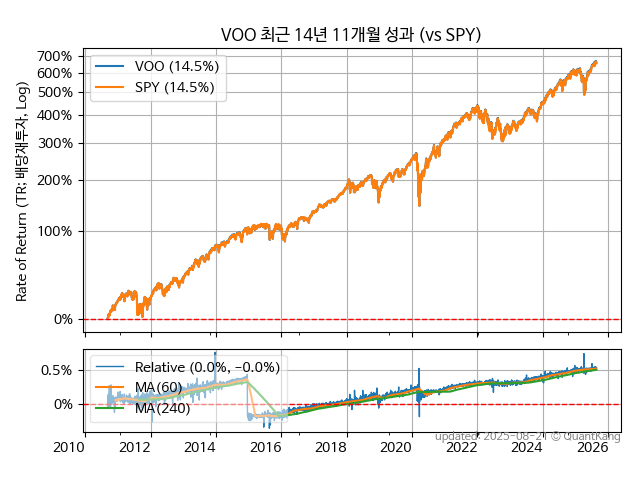 VOO 최근 14년 11개월 성과 (vs SPY)
Rate of Return (TR; 배당재투자, Log)
700%
600%
500%
400%
300%
200%
100%
0%
VOO (14.5%)
SPY (14.5%)
0.5%
0%
Relative (0.0%, -0.0%)
MA(60)
MA(240)
2010 2012 2014 2016 2018 2020 2022 2024 2026
updated: 2025-08-21 © QuantKang